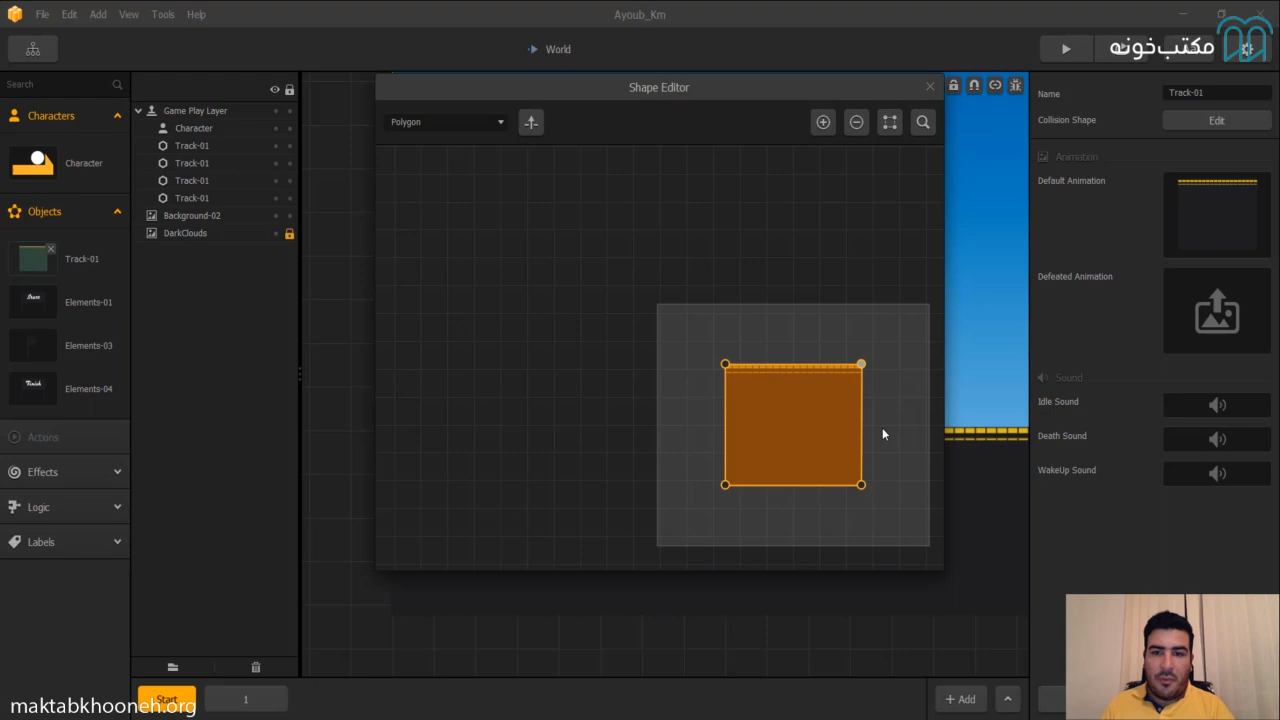 File Edit Add View Tools Help
Ayoub_Km
World
مکتب‌خونه
Search
Characters
Character
Objects
Track-01
Elements-01
Elements-03
Elements-04
Actions
Effects
Logic
Labels
Game Play Layer
Character
Track-01
Track-01
Track-01
Track-01
Background-02
DarkClouds
Shape Editor
Polygon
Name Track-01
Collision Shape Edit
Animation
Default Animation
Defeated Animation
Sound
Idle Sound
Death Sound
WakeUp Sound
Start 1
+ Add
maktabkhooneh.org